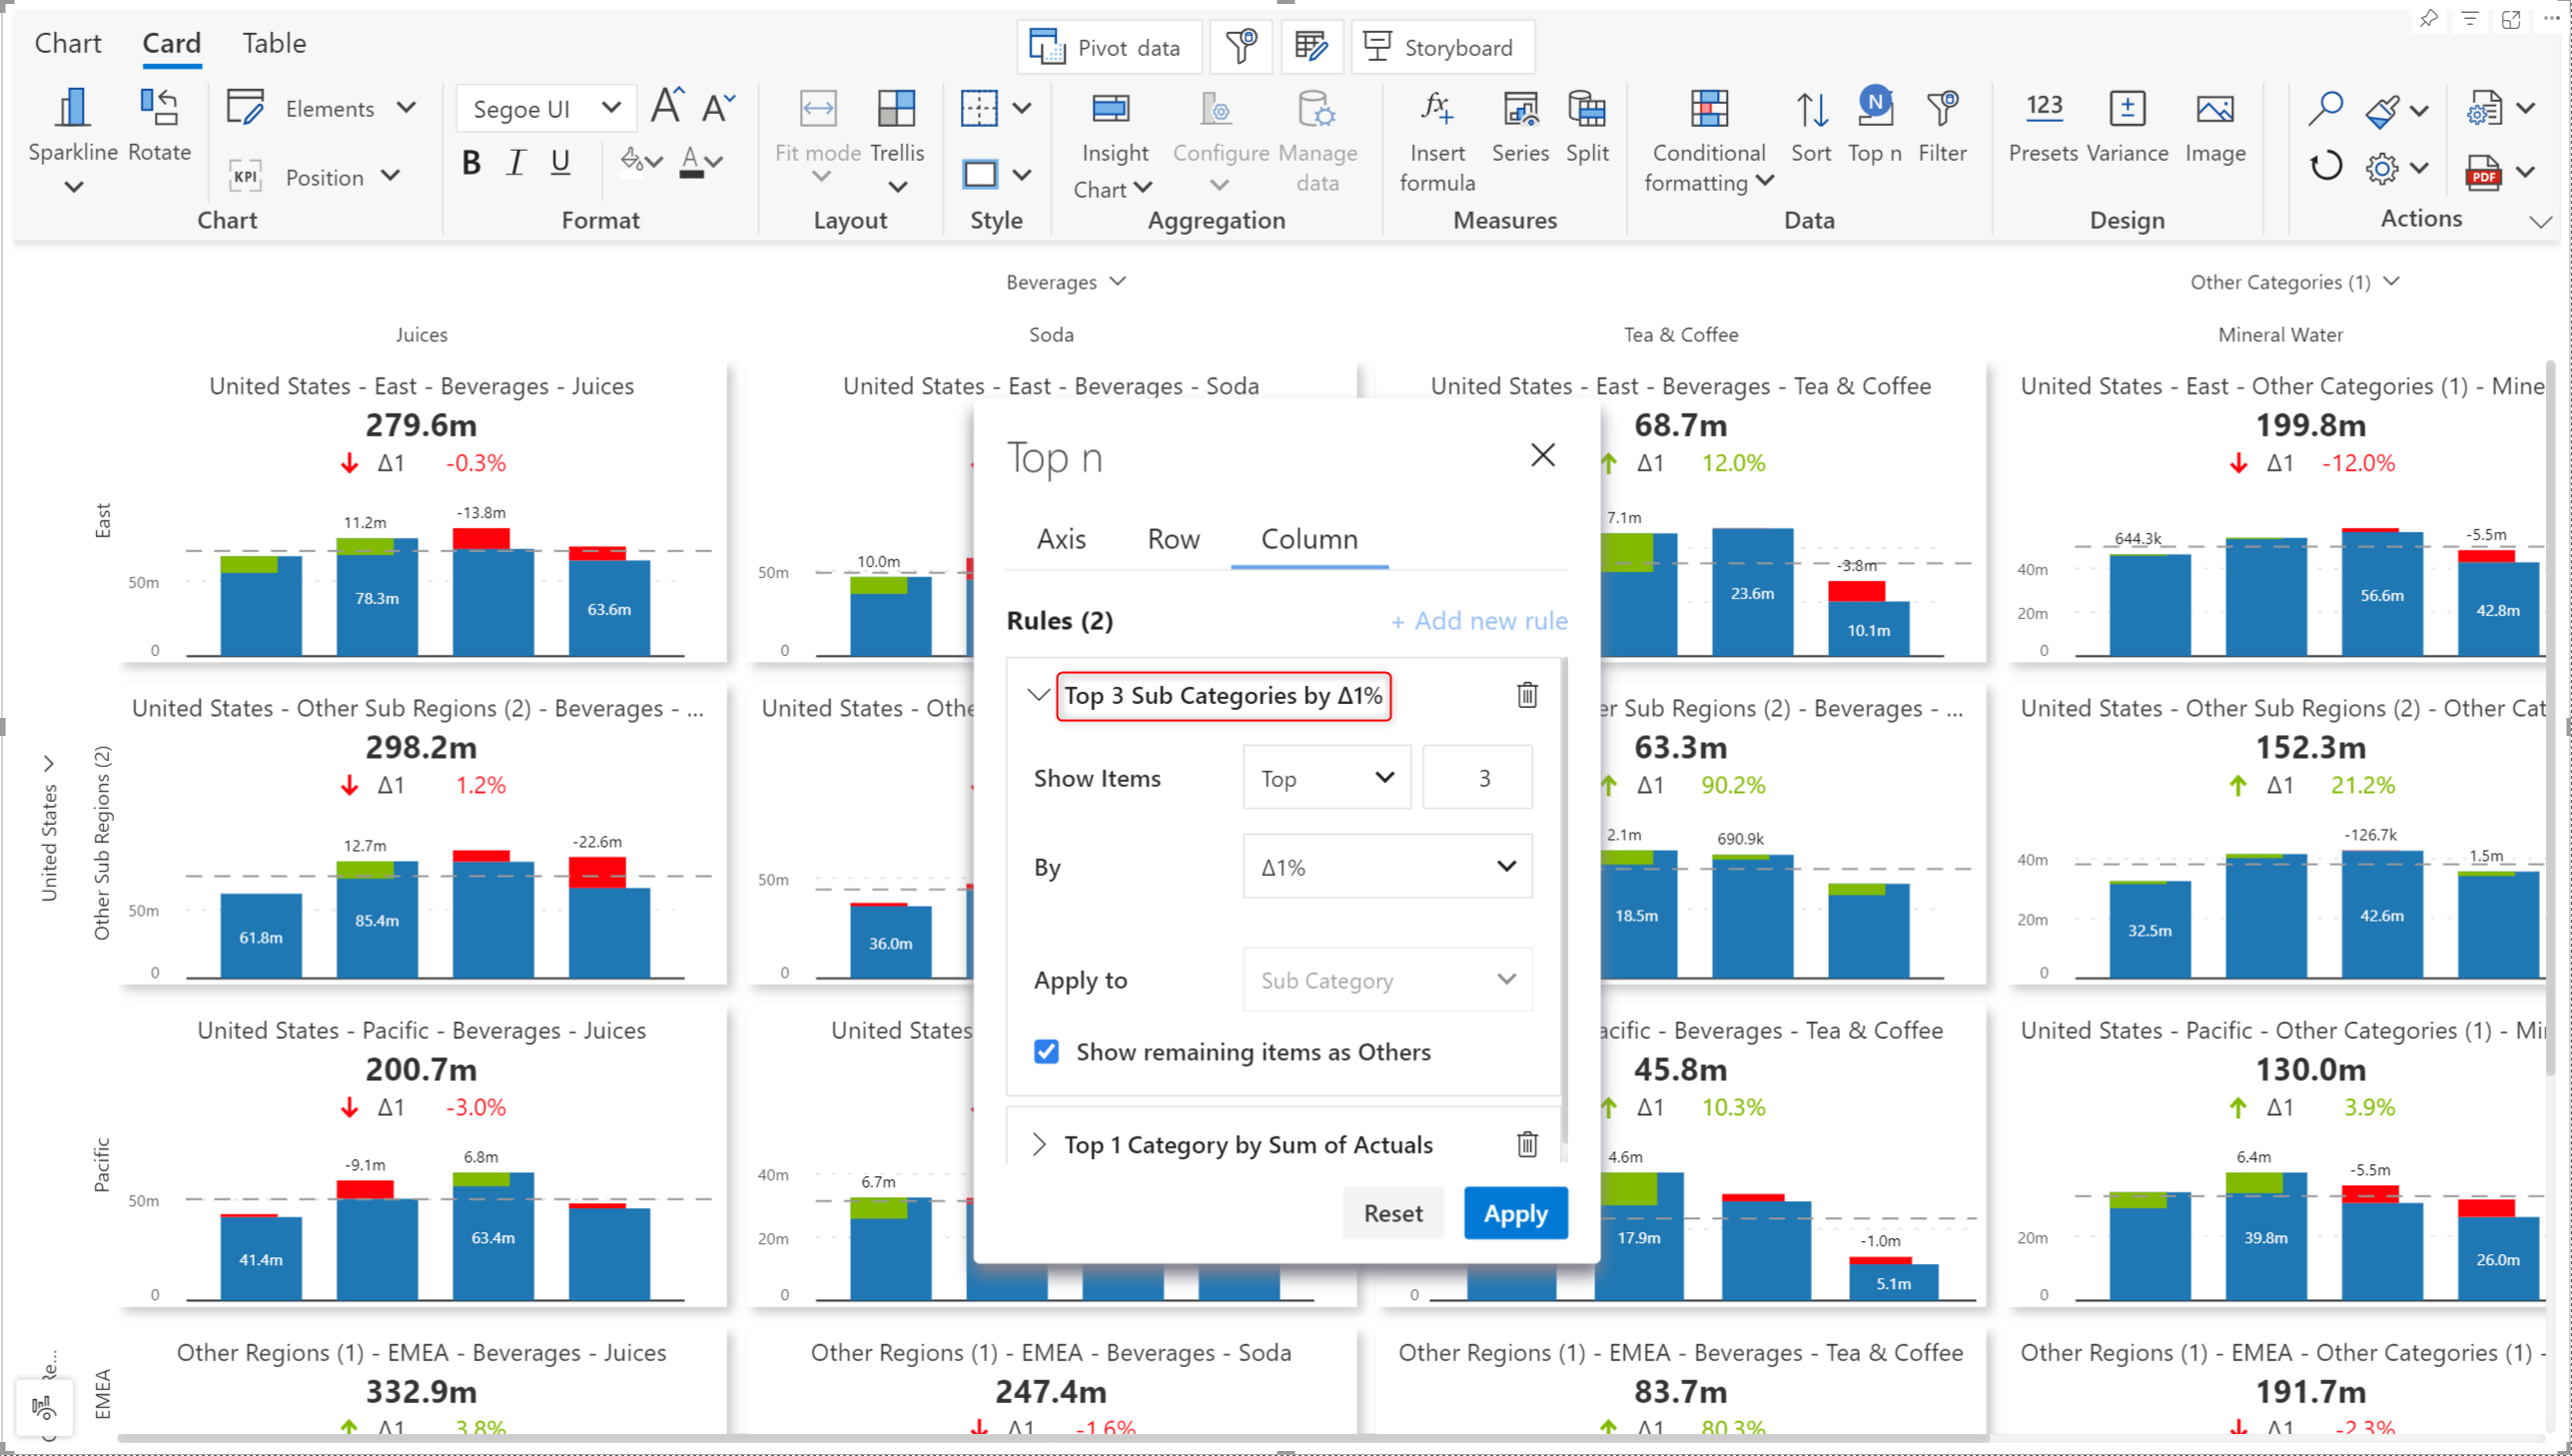 Chart Card Table
Pivot data
Storyboard
Sparkline
Rotate
Elements
KPI Position
Chart
Segoe UI
A A
B I U A
Format
Fit mode
Trellis
Layout
Style
Insight Chart
Configure
Manage data
Aggregation
fx
Insert formula
Series
Split
Measures
Conditional formatting
Sort
N
Top n
Filter
Data
123
Presets
Variance
Image
Design
PDF
Actions
Beverages
Other Categories (1)
Juices
Soda
Tea & Coffee
Mineral Water
United States
East
United States - East - Beverages - Juices
279.6m
Δ1 -0.3%
11.2m
-13.8m
50m
78.3m
63.6m
0
United States - East - Beverages - Soda
10.0m
50m
0
United States - East - Beverages - Tea & Coffee
68.7m
Δ1 12.0%
7.1m
-3.8m
23.6m
10.1m
United States - East - Other Categories (1) - Mine
199.8m
Δ1 -12.0%
644.3k
-5.5m
40m
56.6m
42.8m
20m
0
Other Sub Regions (2)
United States - Other Sub Regions (2) - Beverages - ...
298.2m
Δ1 1.2%
12.7m
-22.6m
50m
85.4m
61.8m
0
United States - Othe
50m
36.0m
0
er Sub Regions (2) - Beverages - ...
63.3m
Δ1 90.2%
2.1m
690.9k
18.5m
United States - Other Sub Regions (2) - Other Cat
152.3m
Δ1 21.2%
-126.7k
1.5m
40m
42.6m
32.5m
20m
0
Pacific
United States - Pacific - Beverages - Juices
200.7m
Δ1 -3.0%
-9.1m
6.8m
50m
63.4m
41.4m
0
United States
40m
6.7m
20m
0
acific - Beverages - Tea & Coffee
45.8m
Δ1 10.3%
4.6m
17.9m
-1.0m
5.1m
0
United States - Pacific - Other Categories (1) - Mi
130.0m
Δ1 3.9%
6.4m
-5.5m
20m
39.8m
26.0m
0
EMEA
Other Regions (1) - EMEA - Beverages - Juices
332.9m
Δ1 3.8%
Other Regions (1) - EMEA - Beverages - Soda
247.4m
Δ1 -1.6%
Other Regions (1) - EMEA - Beverages - Tea & Coffee
83.7m
Δ1 80.3%
Other Regions (1) - EMEA - Other Categories (1) -
191.7m
Δ1 -2.3%
Top n
Axis Row Column
Rules (2) + Add new rule
Top 3 Sub Categories by Δ1%
Show Items Top 3
By Δ1%
Apply to Sub Category
Show remaining items as Others
Top 1 Category by Sum of Actuals
Reset Apply